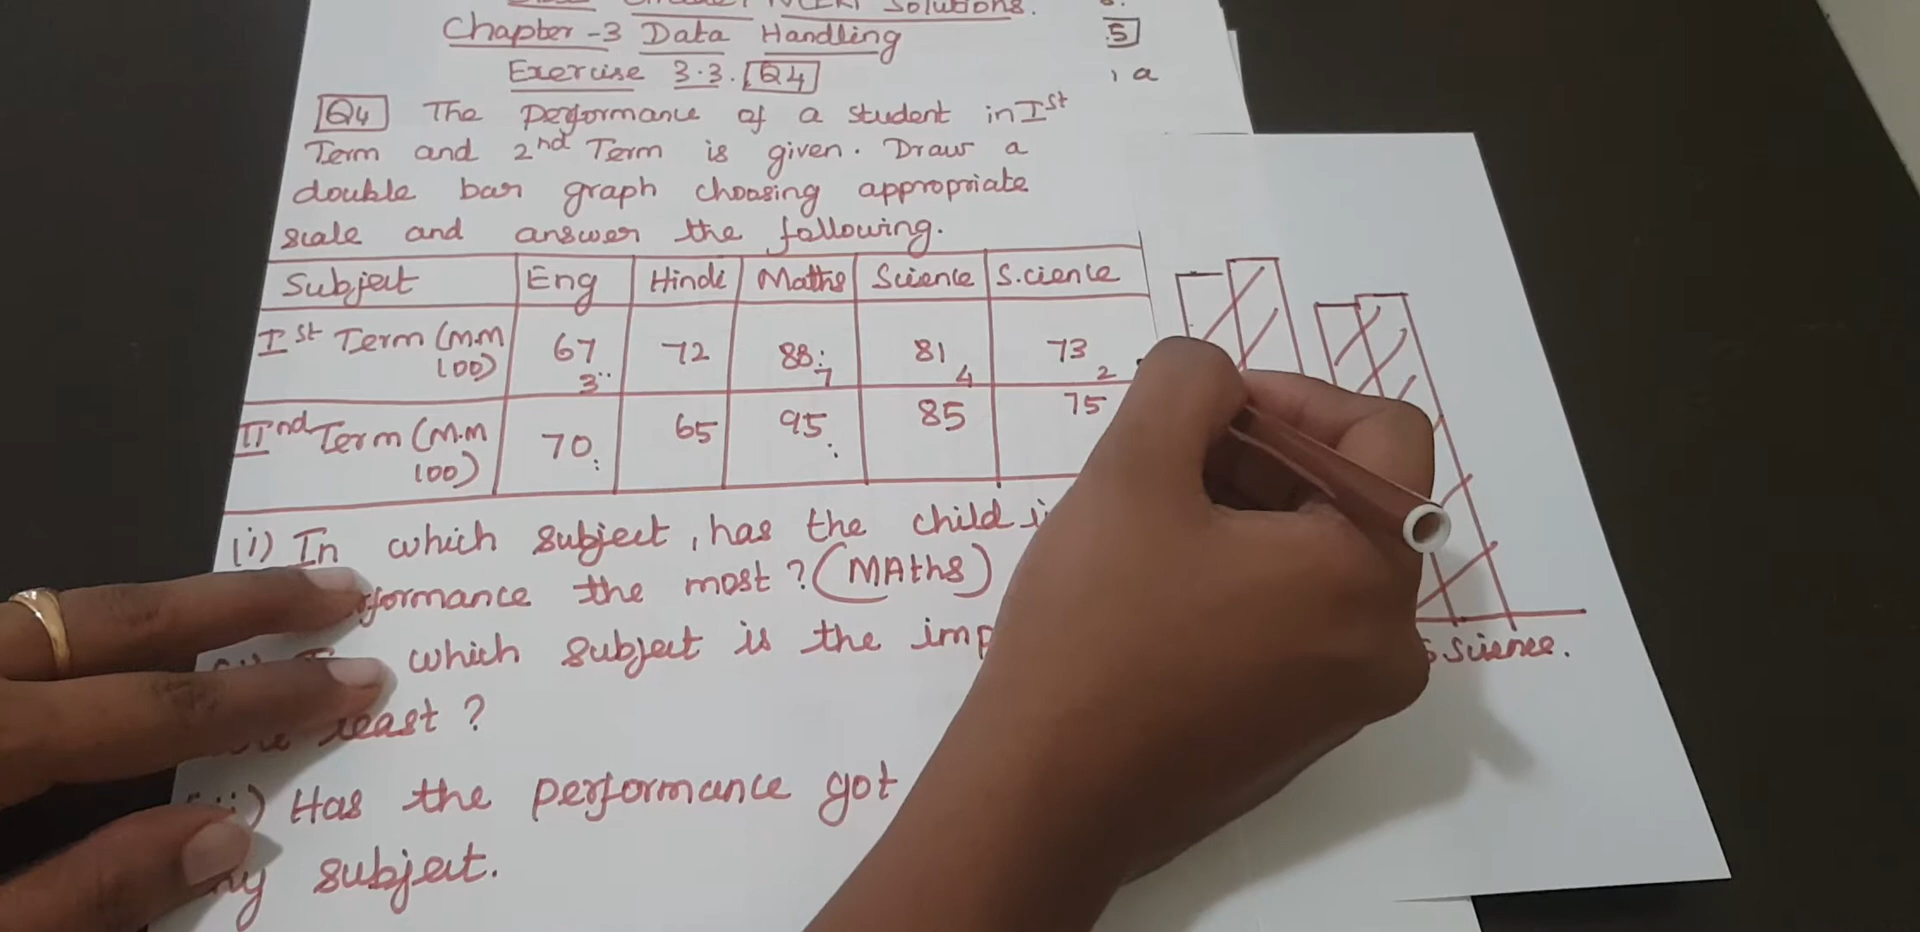 Solutions.
Chapter-3 Data Handling
Exercise 3.3. Q4
5
, a
Q4 The performance of a student in Ist
Term and 2nd Term is given. Draw a
double bar graph choosing appropriate
scale and answer the following.
Subject Eng Hindi Maths Science S.cience
Ist Term (M.M 100) 67 72 88 81 73
3 7 4 2
IInd Term (M.M 100) 70 65 95 85 75
(i) In which subject, has the child
the most? (MAths)
which subject is the
least?
Has the performance got
subject.
S Science.